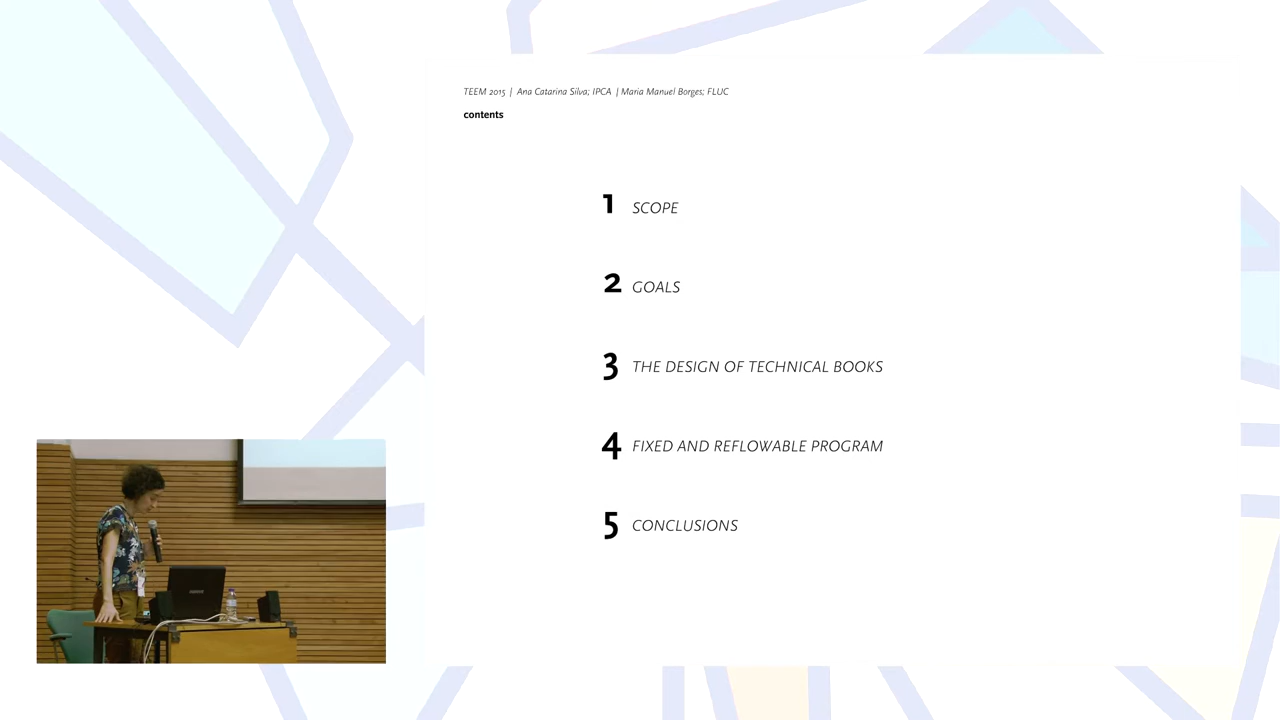 TEEM 2015 | Ana Catarina Silva; IPCA | Maria Manuel Borges; FLUC
contents
1 SCOPE
2 GOALS
3 THE DESIGN OF TECHNICAL BOOKS
4 FIXED AND REFLOWABLE PROGRAM
5 CONCLUSIONS